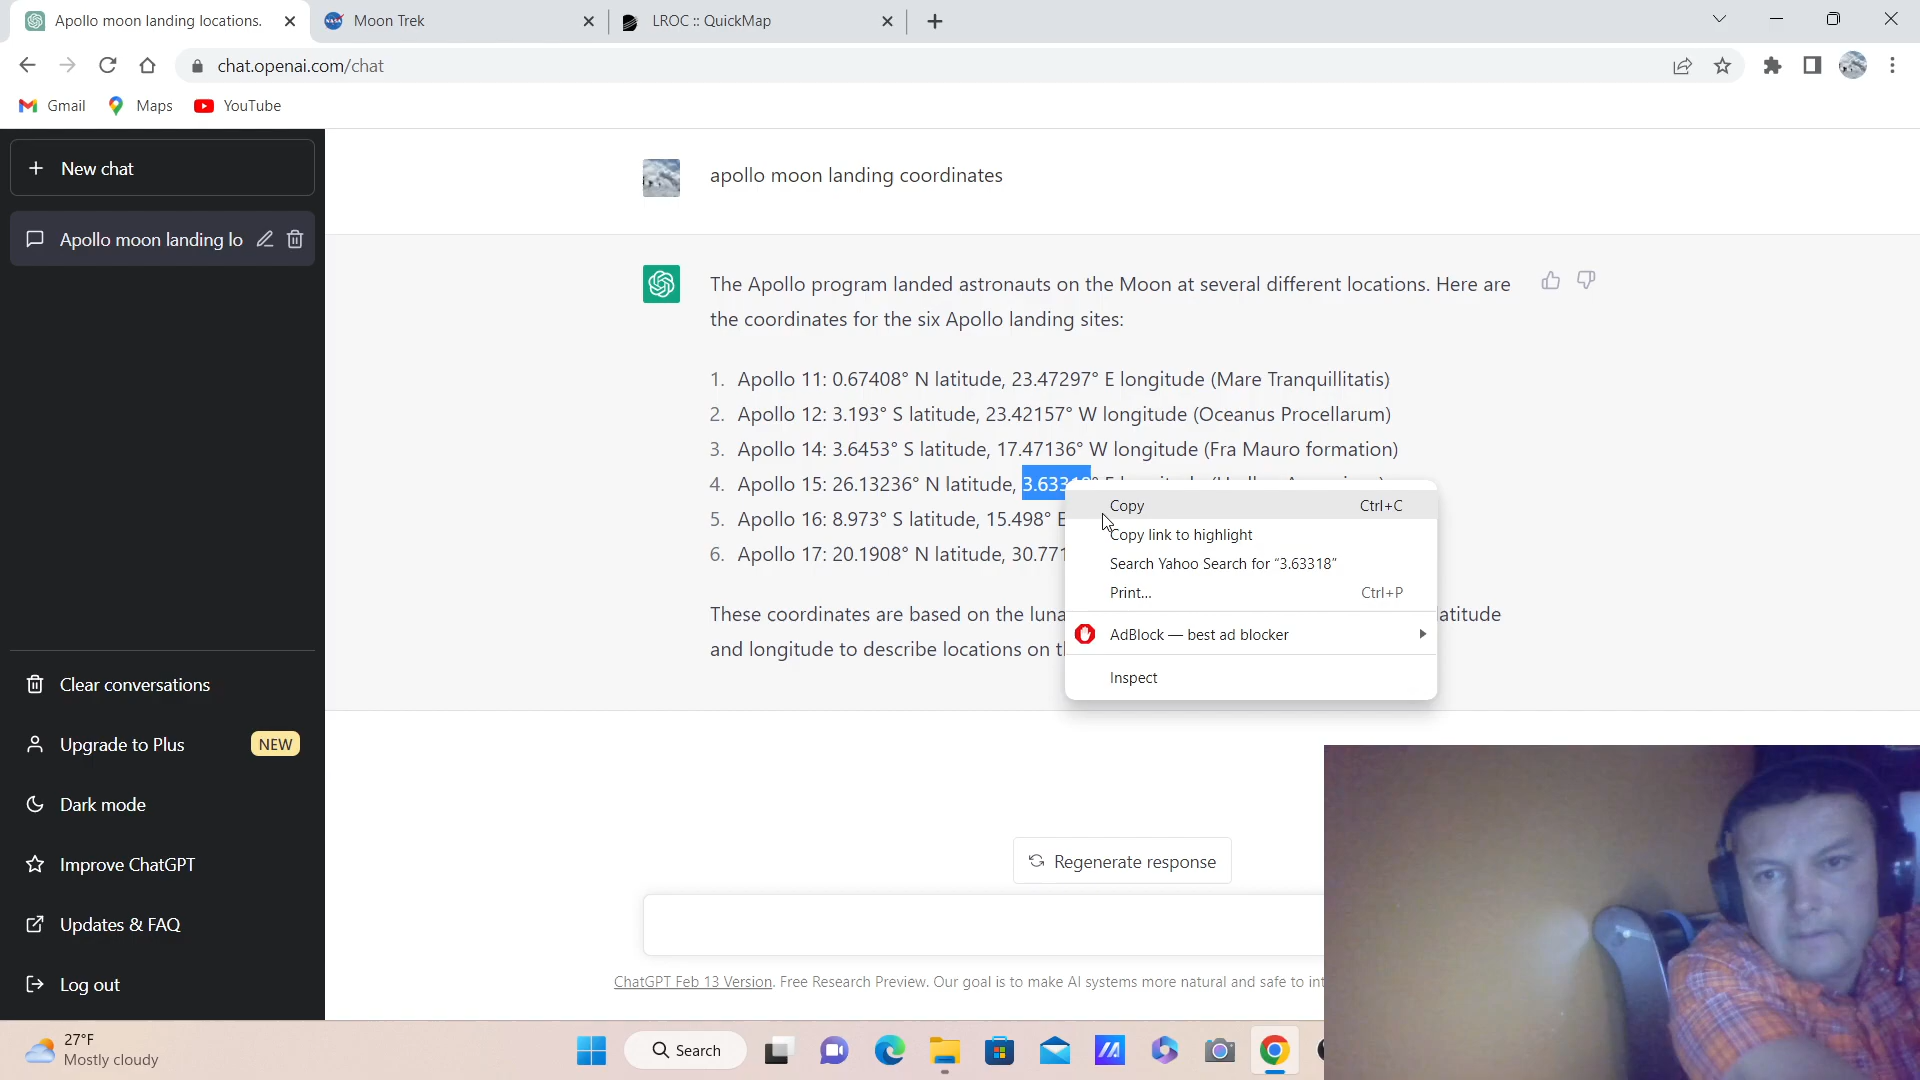 Apollo moon landing locations.
Moon Trek
LROC :: QuickMap
chat.openai.com/chat
Gmail
Maps
YouTube
New chat
Apollo moon landing lo
apollo moon landing coordinates
The Apollo program landed astronauts on the Moon at several different locations. Here are
the coordinates for the six Apollo landing sites:
1. Apollo 11: 0.67408° N latitude, 23.47297° E longitude (Mare Tranquillitatis)
2. Apollo 12: 3.193° S latitude, 23.42157° W longitude (Oceanus Procellarum)
3. Apollo 14: 3.6453° S latitude, 17.47136° W longitude (Fra Mauro formation)
4. Apollo 15: 26.13236° N latitude, 3.633
5. Apollo 16: 8.973° S latitude, 15.498° E
6. Apollo 17: 20.1908° N latitude, 30.771
These coordinates are based on the luna
atitude
and longitude to describe locations on t
Copy Ctrl+C
Copy link to highlight
Search Yahoo Search for “3.63318”
Print... Ctrl+P
AdBlock — best ad blocker
Inspect
Clear conversations
Upgrade to Plus NEW
Dark mode
Improve ChatGPT
Updates & FAQ
Log out
Regenerate response
ChatGPT Feb 13 Version. Free Research Preview. Our goal is to make AI systems more natural and safe to int
27°F
Mostly cloudy
Search